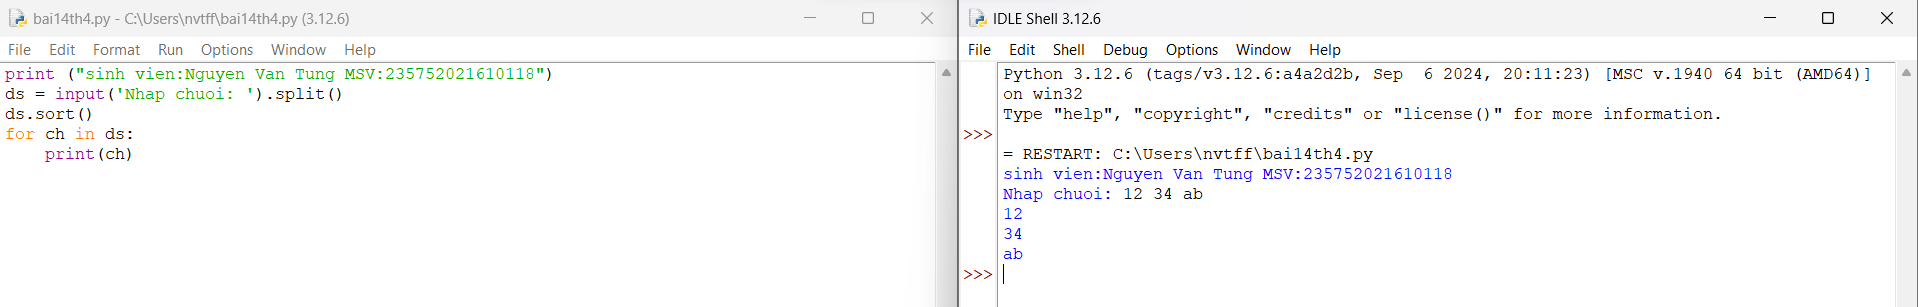 bai14th4.py - C:\Users\nvtff\bai14th4.py (3.12.6)
File Edit Format Run Options Window Help
print ("sinh vien:Nguyen Van Tung MSV:235752021610118")
ds = input('Nhap chuoi: ').split()
ds.sort()
for ch in ds:
    print(ch)
IDLE Shell 3.12.6
File Edit Shell Debug Options Window Help
Python 3.12.6 (tags/v3.12.6:a4a2d2b, Sep  6 2024, 20:11:23) [MSC v.1940 64 bit (AMD64)]
on win32
Type "help", "copyright", "credits" or "license()" for more information.
>>>
= RESTART: C:\Users\nvtff\bai14th4.py
sinh vien:Nguyen Van Tung MSV:235752021610118
Nhap chuoi: 12 34 ab
12
34
ab
>>>